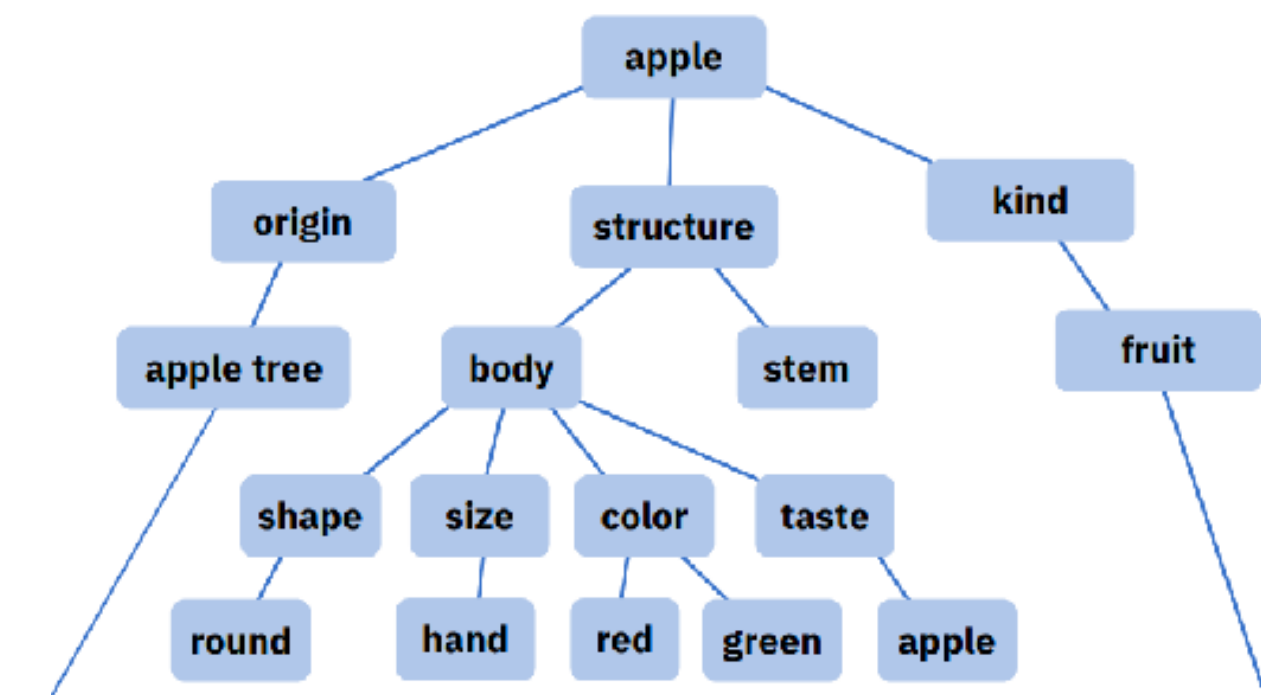 apple
origin
structure
kind
apple tree
body
stem
fruit
shape
size
color
taste
round
hand
red
green
apple